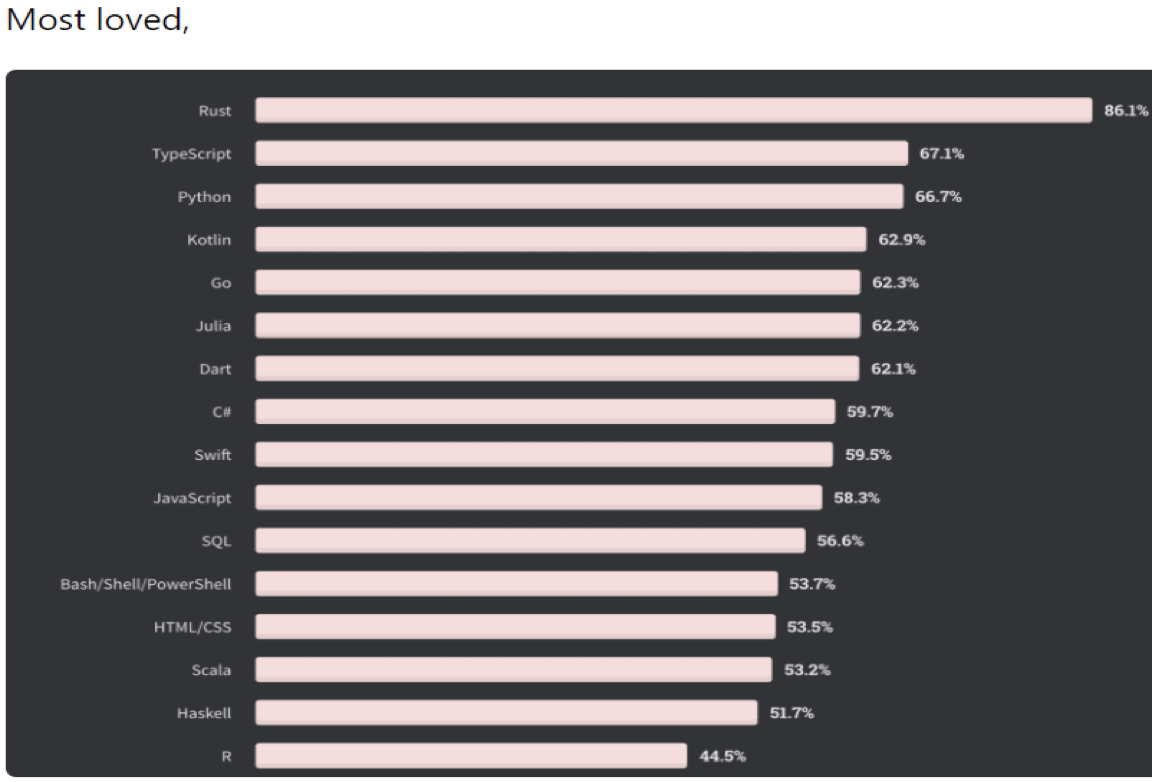 Most loved,
Rust 86.1%
TypeScript 67.1%
Python 66.7%
Kotlin 62.9%
Go 62.3%
Julia 62.2%
Dart 62.1%
C# 59.7%
Swift 59.5%
JavaScript 58.3%
SQL 56.6%
Bash/Shell/PowerShell 53.7%
HTML/CSS 53.5%
Scala 53.2%
Haskell 51.7%
R 44.5%